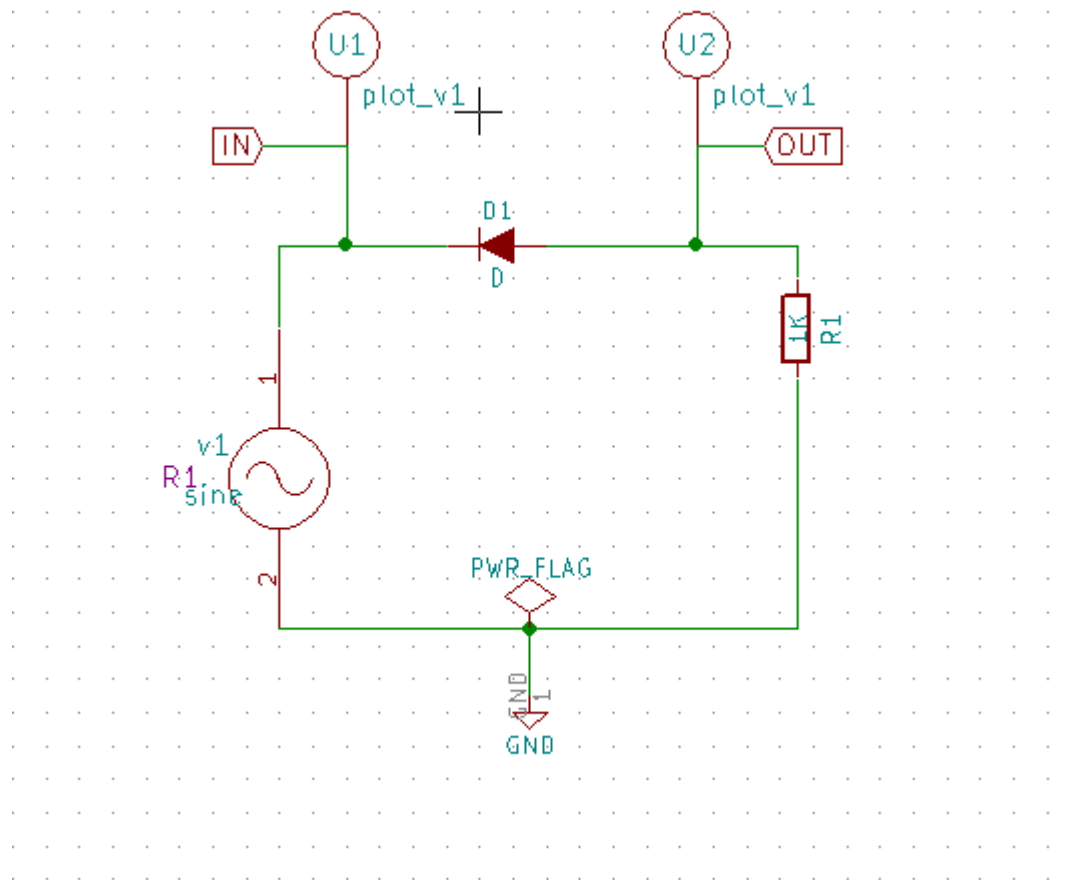 U1
U2
plot_v1
plot_v1
IN
OUT
D1
D
1K
R1
1
v1
R1
sine
2
PWR_FLAG
GND
1
GND